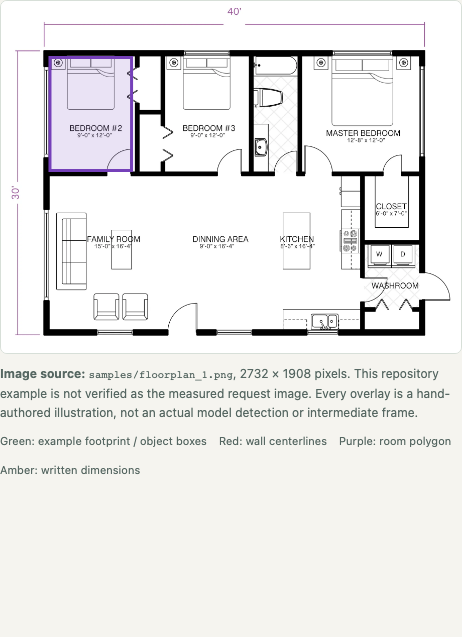 40'
30'
BEDROOM #2
9'-0" x 12'-0"
BEDROOM #3
9'-0" x 12'-0"
MASTER BEDROOM
12'-8" x 12'-0"
CLOSET
6'-0" x 7'-0"
FAMILY ROOM
15'-0" x 16'-4"
DINNING AREA
9'-0" x 16'-4"
KITCHEN
x 16'-4"
W D
WASHROOM
Image source: samples/floorplan_1.png, 2732 × 1908 pixels. This repository
example is not verified as the measured request image. Every overlay is a hand-
authored illustration, not an actual model detection or intermediate frame.
Green: example footprint / object boxes Red: wall centerlines Purple: room polygon
Amber: written dimensions